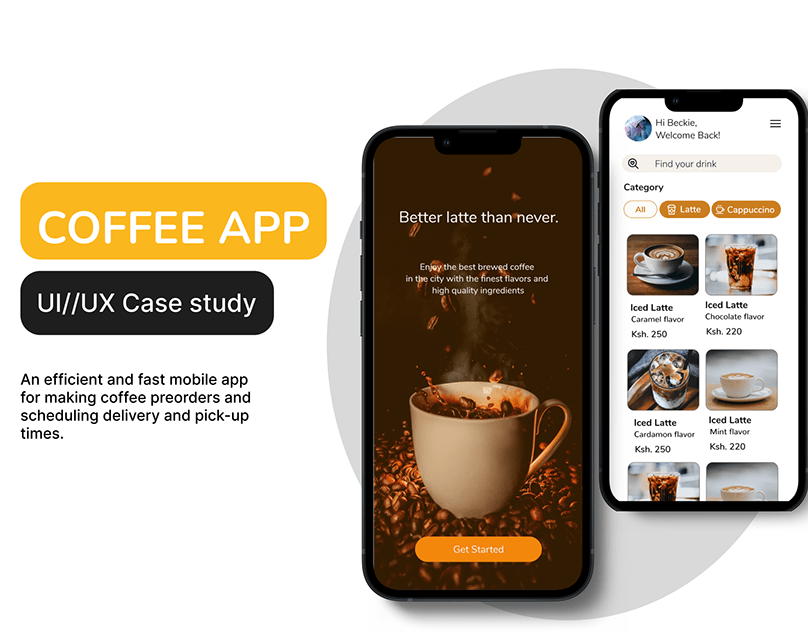 COFFEE APP
UI//UX Case study
An efficient and fast mobile app
for making coffee preorders and
scheduling delivery and pick-up
times.
Better latte than never.
Enjoy the best brewed coffee
in the city with the finest flavors and
high quality ingredients
Get Started
Hi Beckie,
Welcome Back!
Find your drink
Category
All
Latte
Cappuccino
Iced Latte
Caramel flavor
Ksh. 250
Iced Latte
Chocolate flavor
Ksh. 220
Iced Latte
Cardamon flavor
Ksh. 250
Iced Latte
Mint flavor
Ksh. 220